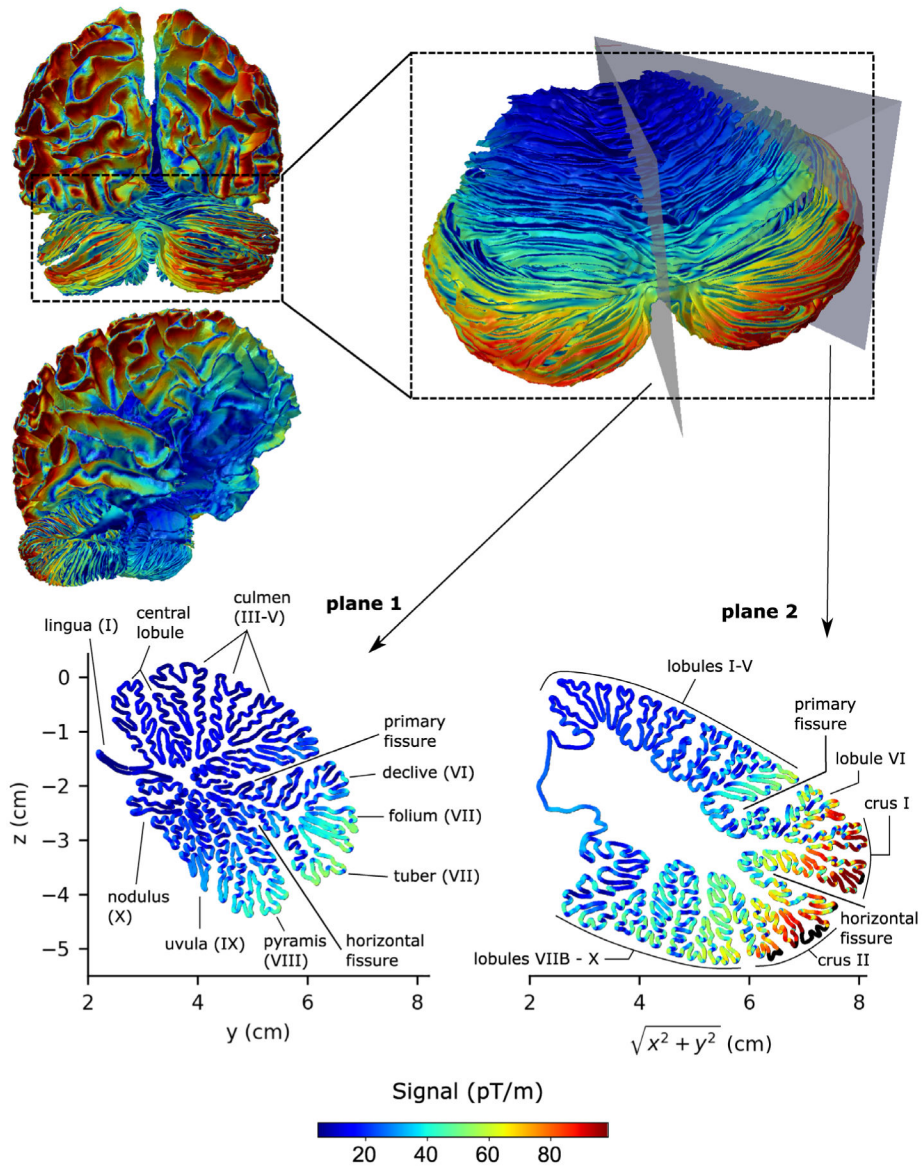 plane 1
plane 2
culmen
(III-V)
central
lobule
lingua (I)
primary
fissure
declive (VI)
folium (VII)
tuber (VII)
nodulus
(X)
uvula (IX)
pyramis
(VIII)
horizontal
fissure
z (cm)
0
−1
−2
−3
−4
−5
2
4
6
8
y (cm)
lobules I-V
primary
fissure
lobule VI
crus I
horizontal
fissure
crus II
lobules VIIB - X
2
4
6
8
√x² + y² (cm)
Signal (pT/m)
20
40
60
80